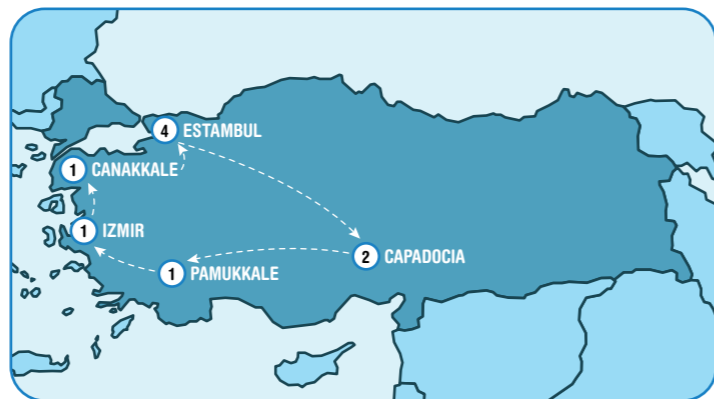 4 ESTAMBUL
1 CANAKKALE
1 IZMIR
2 CAPADOCIA
1 PAMUKKALE